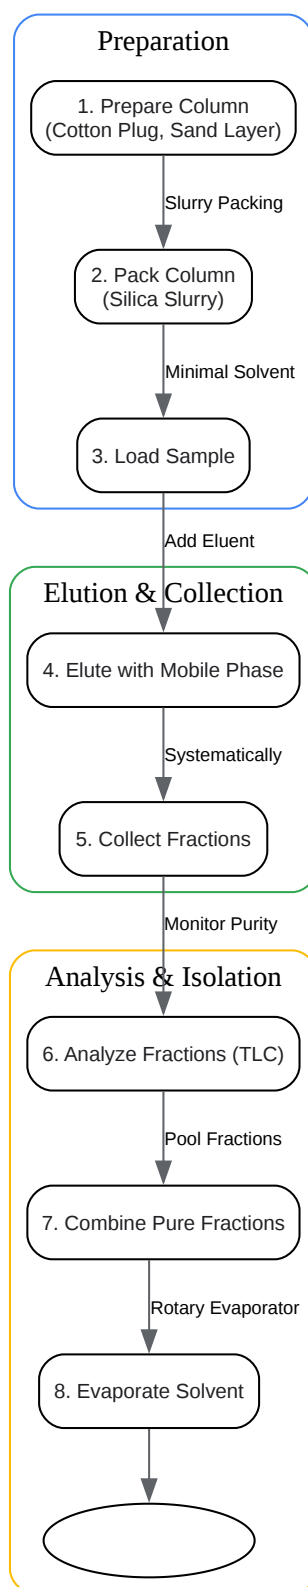 Preparation
1. Prepare Column
(Cotton Plug, Sand Layer)
Slurry Packing
2. Pack Column
(Silica Slurry)
Minimal Solvent
3. Load Sample
Add Eluent
Elution & Collection
4. Elute with Mobile Phase
Systematically
5. Collect Fractions
Monitor Purity
Analysis & Isolation
6. Analyze Fractions (TLC)
Pool Fractions
7. Combine Pure Fractions
Rotary Evaporator
8. Evaporate Solvent